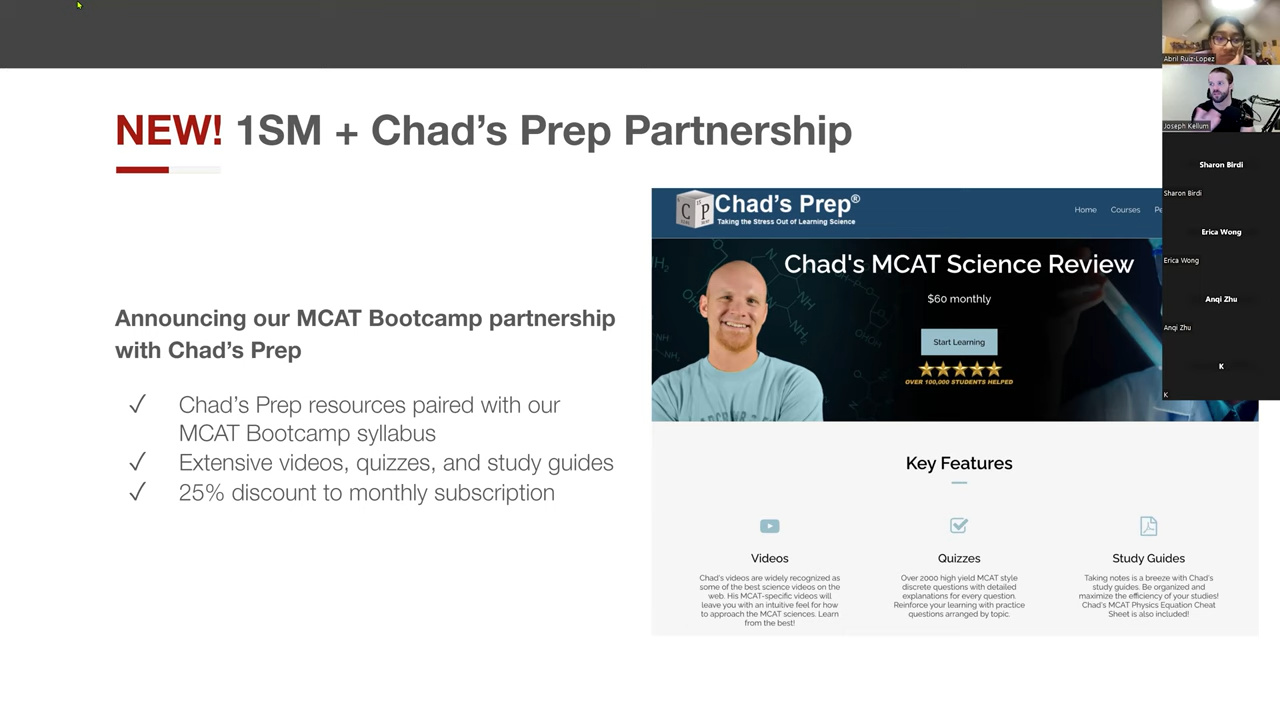 NEW! 1SM + Chad's Prep Partnership
Announcing our MCAT Bootcamp partnership
with Chad's Prep
✓ Chad's Prep resources paired with our
MCAT Bootcamp syllabus
✓ Extensive videos, quizzes, and study guides
✓ 25% discount to monthly subscription
CP
Chad's Prep®
Taking the Stress Out of Learning Science
Home Courses Pe
Chad's MCAT Science Review
$60 monthly
Start Learning
OVER 100,000 STUDENTS HELPED
Key Features
Videos
Chad's videos are widely recognized as
some of the best science videos on the
web. His MCAT-specific videos will
leave you with an intuitive feel for how
to approach the MCAT sciences. Learn
from the best!
Quizzes
Over 2000 high yield MCAT style
discrete questions with detailed
explanations for every question.
Reinforce your learning with practice
questions arranged by topic.
Study Guides
Taking notes is a breeze with Chad's
study guides. Be organized and
maximize the efficiency of your studies!
Chad's MCAT Physics Equation Cheat
Sheet is also included!
Abril Ruiz-Lopez
Joseph Kellum
Sharon Birdi
Sharon Birdi
Erica Wong
Erica Wong
Anqi Zhu
Anqi Zhu
K
K